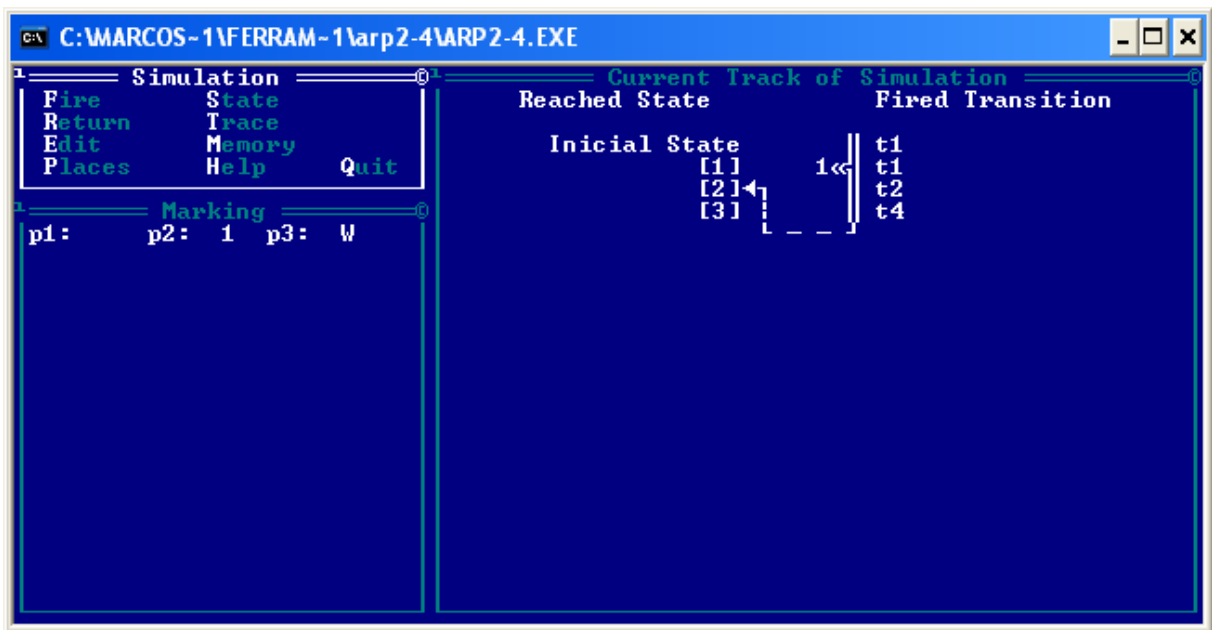 C:\MARCOS~1\FERRAM~1\arp2-4\ARP2-4.EXE
Simulation
Fire State
Return Trace
Edit Memory
Places Help Quit
Marking
p1: p2: 1 p3: W
Current Track of Simulation
Reached State Fired Transition
Inicial State t1
[1] 1« t1
[2] t2
[3] t4